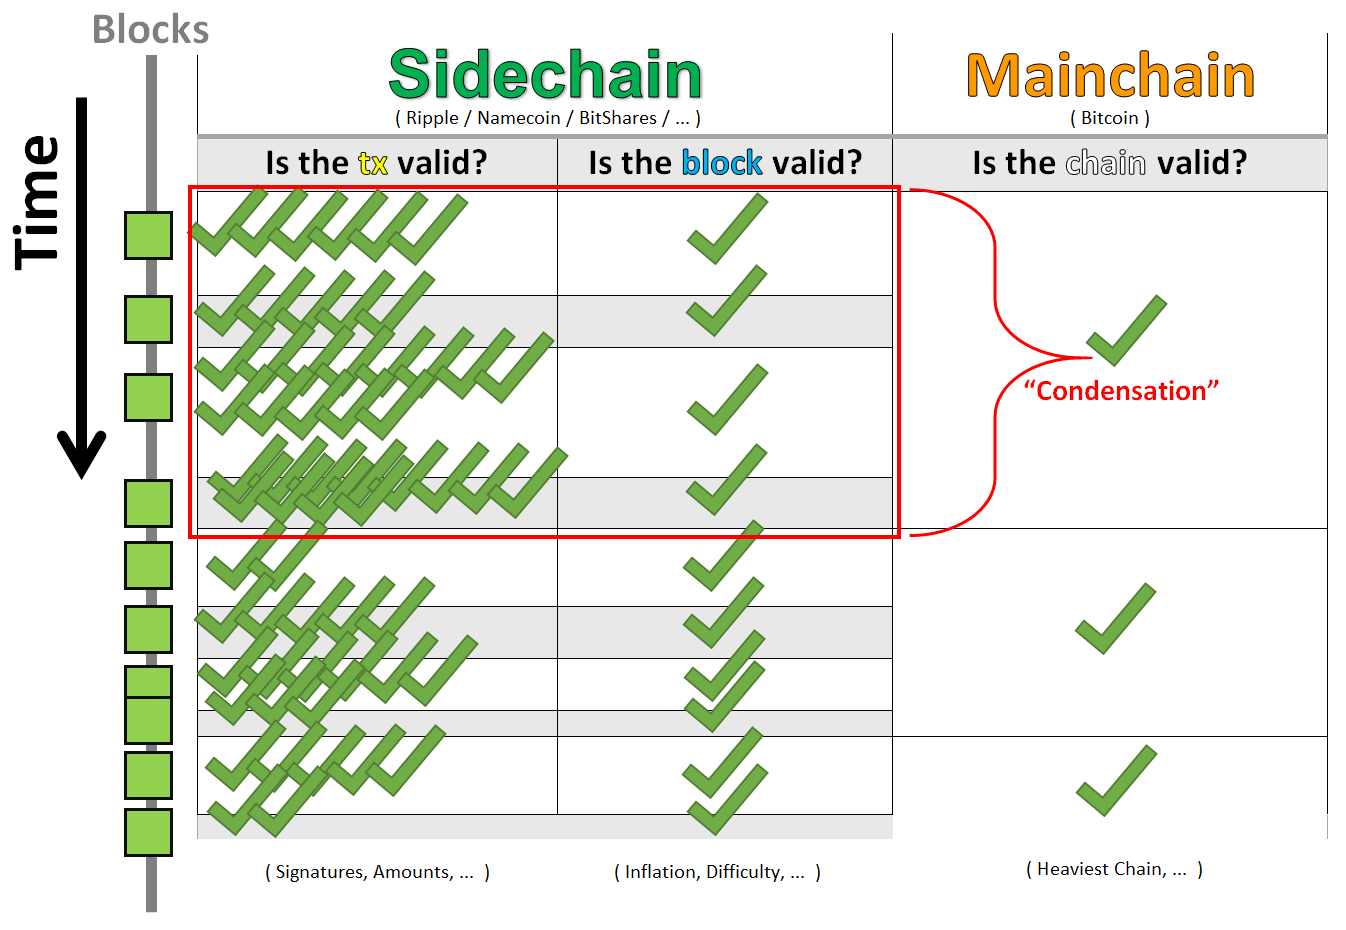 Blocks
Sidechain
Mainchain
( Ripple / Namecoin / BitShares / ... )
( Bitcoin )
Time
Is the tx valid?
Is the block valid?
Is the chain valid?
“Condensation”
( Signatures, Amounts, ... )
( Inflation, Difficulty, ... )
( Heaviest Chain, ... )